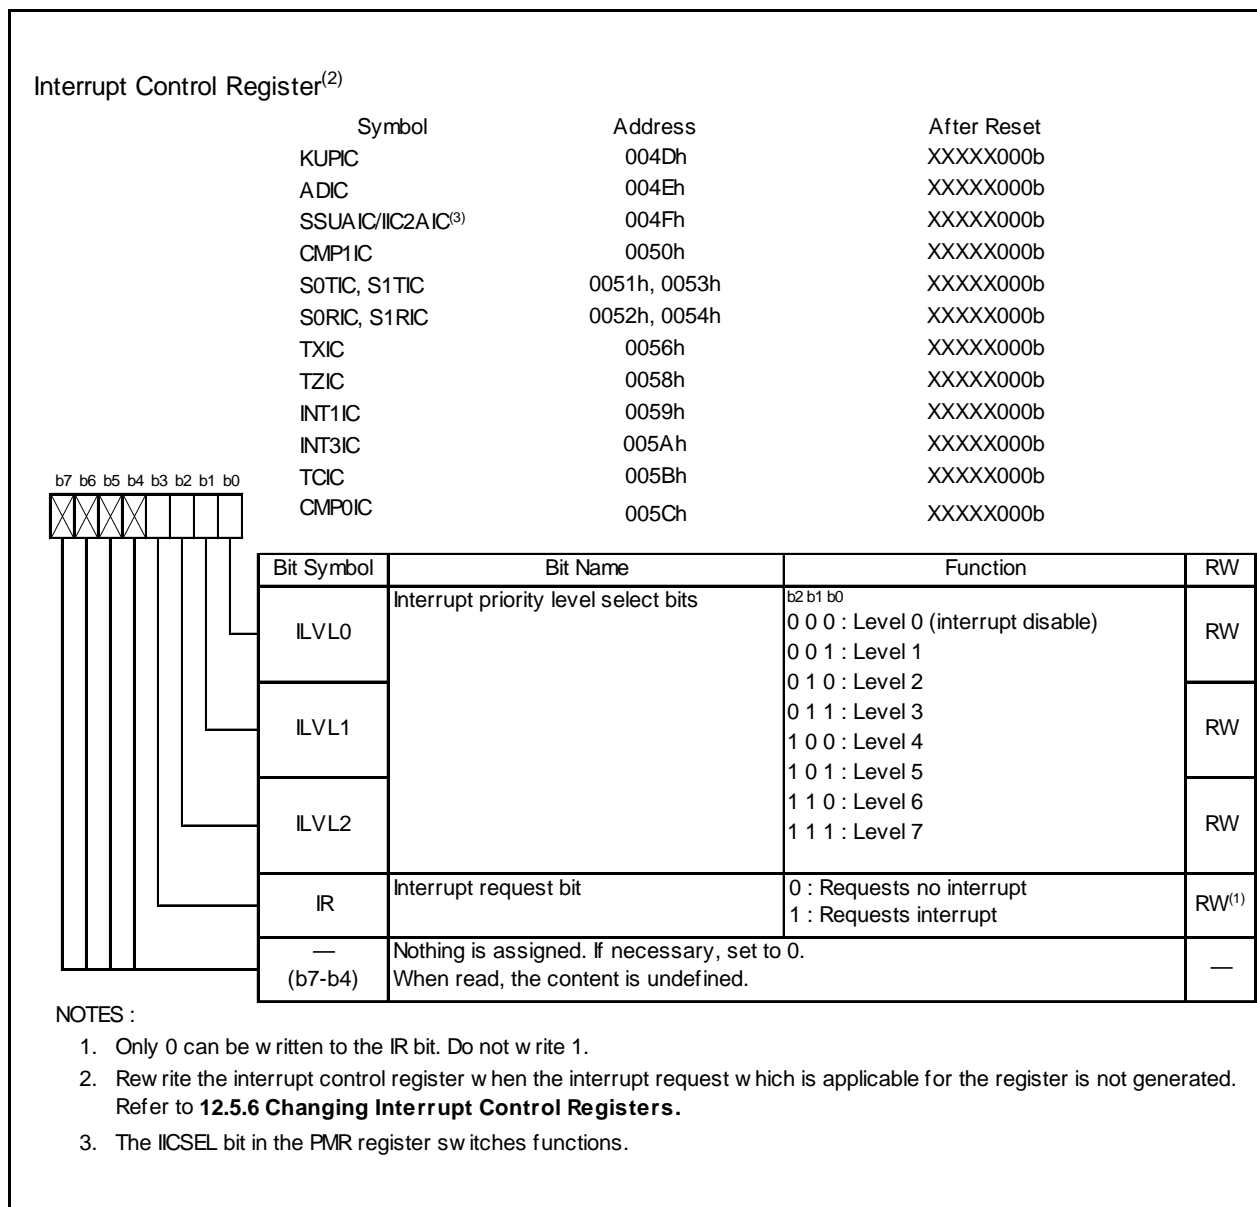 Interrupt Control Register(2)
Symbol Address After Reset
KUPIC 004Dh XXXXX000b
ADIC 004Eh XXXXX000b
SSUAIC/IIC2AIC(3) 004Fh XXXXX000b
CMP1IC 0050h XXXXX000b
S0TIC, S1TIC 0051h, 0053h XXXXX000b
S0RIC, S1RIC 0052h, 0054h XXXXX000b
TXIC 0056h XXXXX000b
TZIC 0058h XXXXX000b
INT1IC 0059h XXXXX000b
INT3IC 005Ah XXXXX000b
TCIC 005Bh XXXXX000b
CMP0IC 005Ch XXXXX000b
b7 b6 b5 b4 b3 b2 b1 b0
Bit Symbol Bit Name Function RW
ILVL0 Interrupt priority level select bits b2 b1 b0
0 0 0 : Level 0 (interrupt disable) RW
0 0 1 : Level 1
0 1 0 : Level 2
ILVL1 0 1 1 : Level 3 RW
1 0 0 : Level 4
1 0 1 : Level 5
ILVL2 1 1 0 : Level 6 RW
1 1 1 : Level 7
IR Interrupt request bit 0 : Requests no interrupt RW(1)
1 : Requests interrupt
— Nothing is assigned. If necessary, set to 0. —
(b7-b4) When read, the content is undefined.
NOTES :
1. Only 0 can be written to the IR bit. Do not write 1.
2. Rewrite the interrupt control register when the interrupt request which is applicable for the register is not generated.
Refer to 12.5.6 Changing Interrupt Control Registers.
3. The IICSEL bit in the PMR register switches functions.